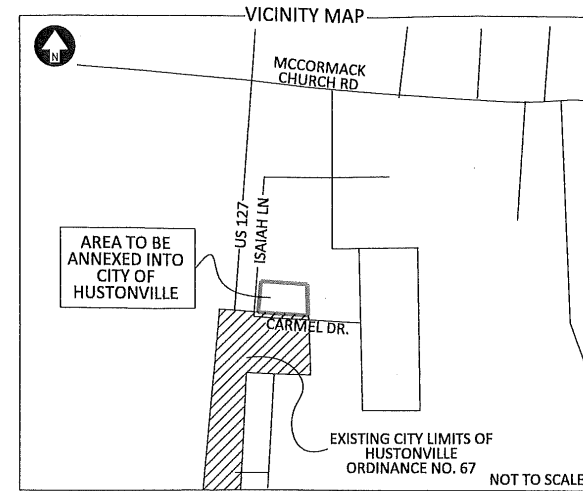 VICINITY MAP
N
MCCORMACK
CHURCH RD
US 127
ISAIAH LN
AREA TO BE
ANNEXED INTO
CITY OF
HUSTONVILLE
CARMEL DR.
EXISTING CITY LIMITS OF
HUSTONVILLE
ORDINANCE NO. 67
NOT TO SCALE